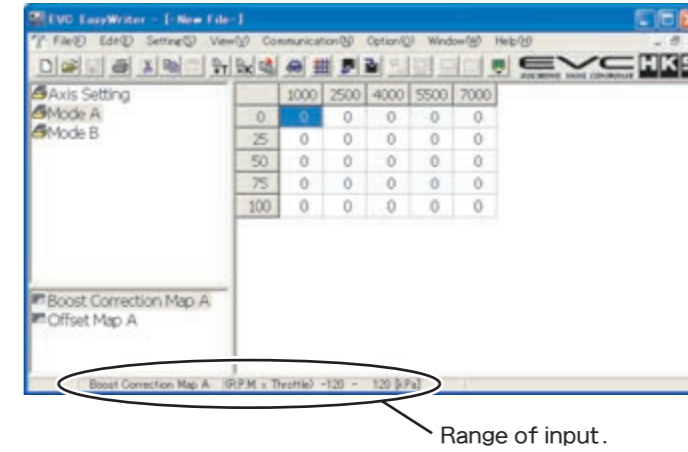 EVC EasyWriter - [-New File-]
File(F) Edit(E) Setting(S) View(V) Communication(N) Option(O) Window(W) Help(H)
EVC HKS
ELECTRONIC VALVE CONTROLLER
Axis Setting
Mode A
Mode B
1000 2500 4000 5500 7000
0 0 0 0 0 0
25 0 0 0 0 0
50 0 0 0 0 0
75 0 0 0 0 0
100 0 0 0 0 0
Boost Correction Map A
Offset Map A
Boost Correction Map A (R.P.M. x Throttle) -120 - 120 [kPa]
Range of input.